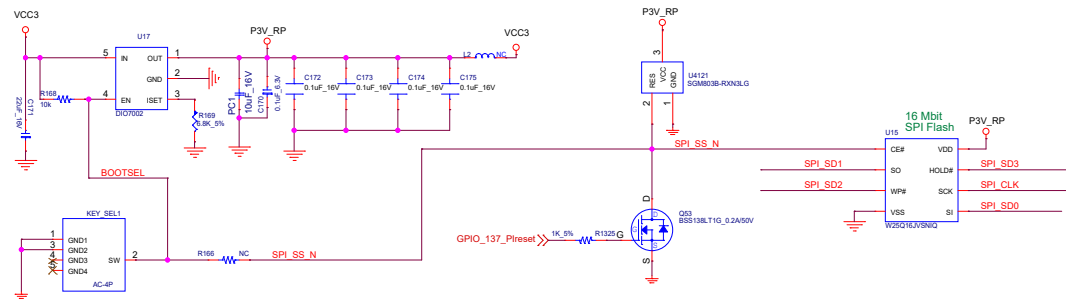 VCC3
U17
5
IN
OUT
1
GND
2
4
EN
ISET
3
DIO7002
R168
10k
C171
22uF_16V
R169
6.8K_5%
P3V_RP
PC1
10uF_16V
C170
0.1uF_6.3V
C172
0.1uF_16V
C173
0.1uF_16V
C174
0.1uF_16V
C175
0.1uF_16V
L2
NC
VCC3
BOOTSEL
KEY_SEL1
1
GND1
3
GND2
4
GND3
5
GND4
SW
2
AC-4P
R166
NC
SPI_SS_N
P3V_RP
3
RES
VCC
GND
2
1
U4121
SGM803B-RXN3LG
SPI_SS_N
D
D
G
S
S
Q53
BSS138LT1G_0.2A/50V
GPIO_137_PIreset
1K_5%
R1325
16 Mbit
SPI Flash
U15
P3V_RP
CE#
VDD
SPI_SD1
SO
HOLD#
SPI_SD3
SPI_SD2
WP#
SCK
SPI_CLK
VSS
SI
SPI_SD0
W25Q16JVSNIQ